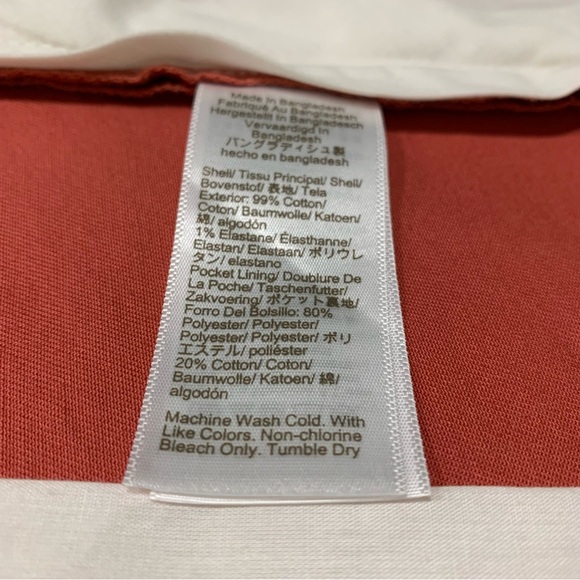 Made In Bangladesh
Fabriqué Au Bangladesh
Hergestellt In Bangladesch
Vervaardigd In
Bangladesh
バングラディシュ製
hecho en bangladesh
Shell/ Tissu Principal/ Shell/
Bovenstof/ 表地/ Tela
Exterior: 99% Cotton/
Coton/ Baumwolle/ Katoen/
綿/ algodón
1% Elastane/ Élasthanne/
Elastan/ Elastaan/ ポリウレ
タン/ elastano
Pocket Lining/ Doublure De
La Poche/ Taschenfutter/
Zakvoering/ ポケット裏地/
Forro Del Bolsillo: 80%
Polyester/ Polyester/
Polyester/ Polyester/ ポリ
エステル/ poliéster
20% Cotton/ Coton/
Baumwolle/ Katoen/ 綿/
algodón
Machine Wash Cold. With
Like Colors. Non-chlorine
Bleach Only. Tumble Dry